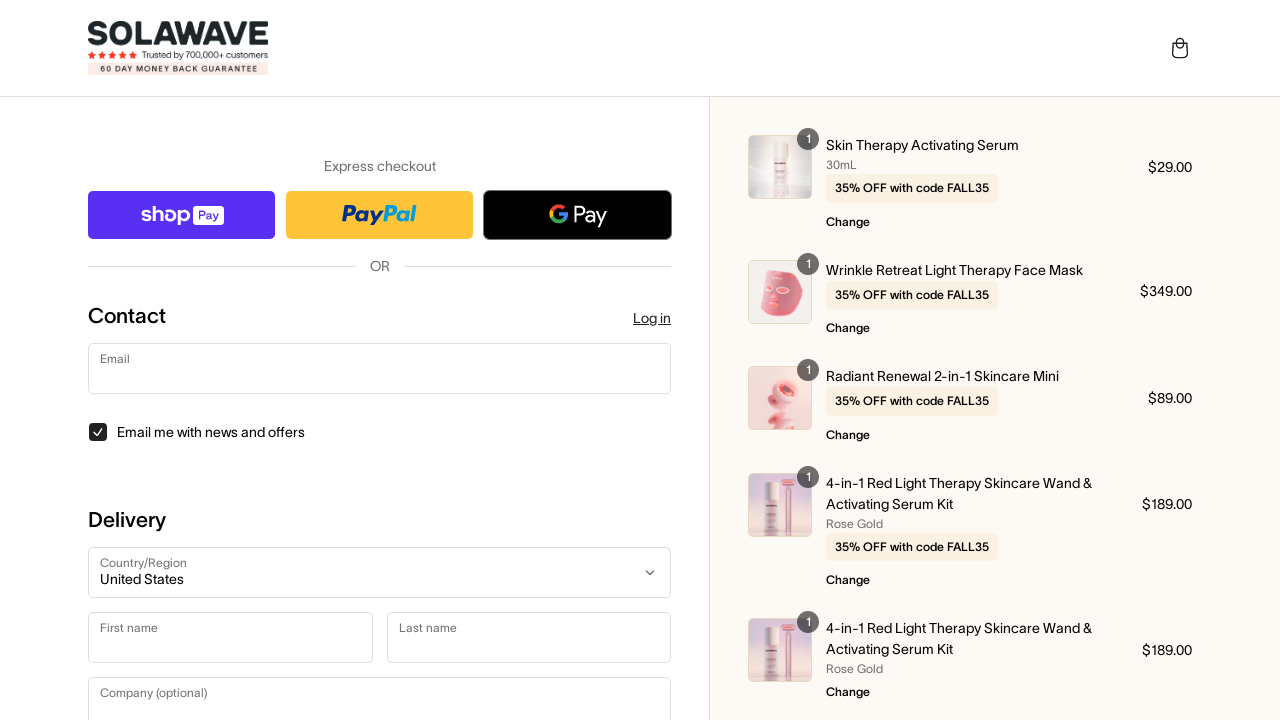 SOLAWAVE
Trusted by 700,000+ customers
60 DAY MONEY BACK GUARANTEE
Express checkout
shop Pay
PayPal
G Pay
OR
Contact
Log in
Email
Email me with news and offers
Delivery
Country/Region
United States
First name
Last name
Company (optional)
1
Skin Therapy Activating Serum
30mL
35% OFF with code FALL35
Change
$29.00
1
Wrinkle Retreat Light Therapy Face Mask
35% OFF with code FALL35
Change
$349.00
1
Radiant Renewal 2-in-1 Skincare Mini
35% OFF with code FALL35
Change
$89.00
1
4-in-1 Red Light Therapy Skincare Wand &
Activating Serum Kit
Rose Gold
35% OFF with code FALL35
Change
$189.00
1
4-in-1 Red Light Therapy Skincare Wand &
Activating Serum Kit
Rose Gold
Change
$189.00